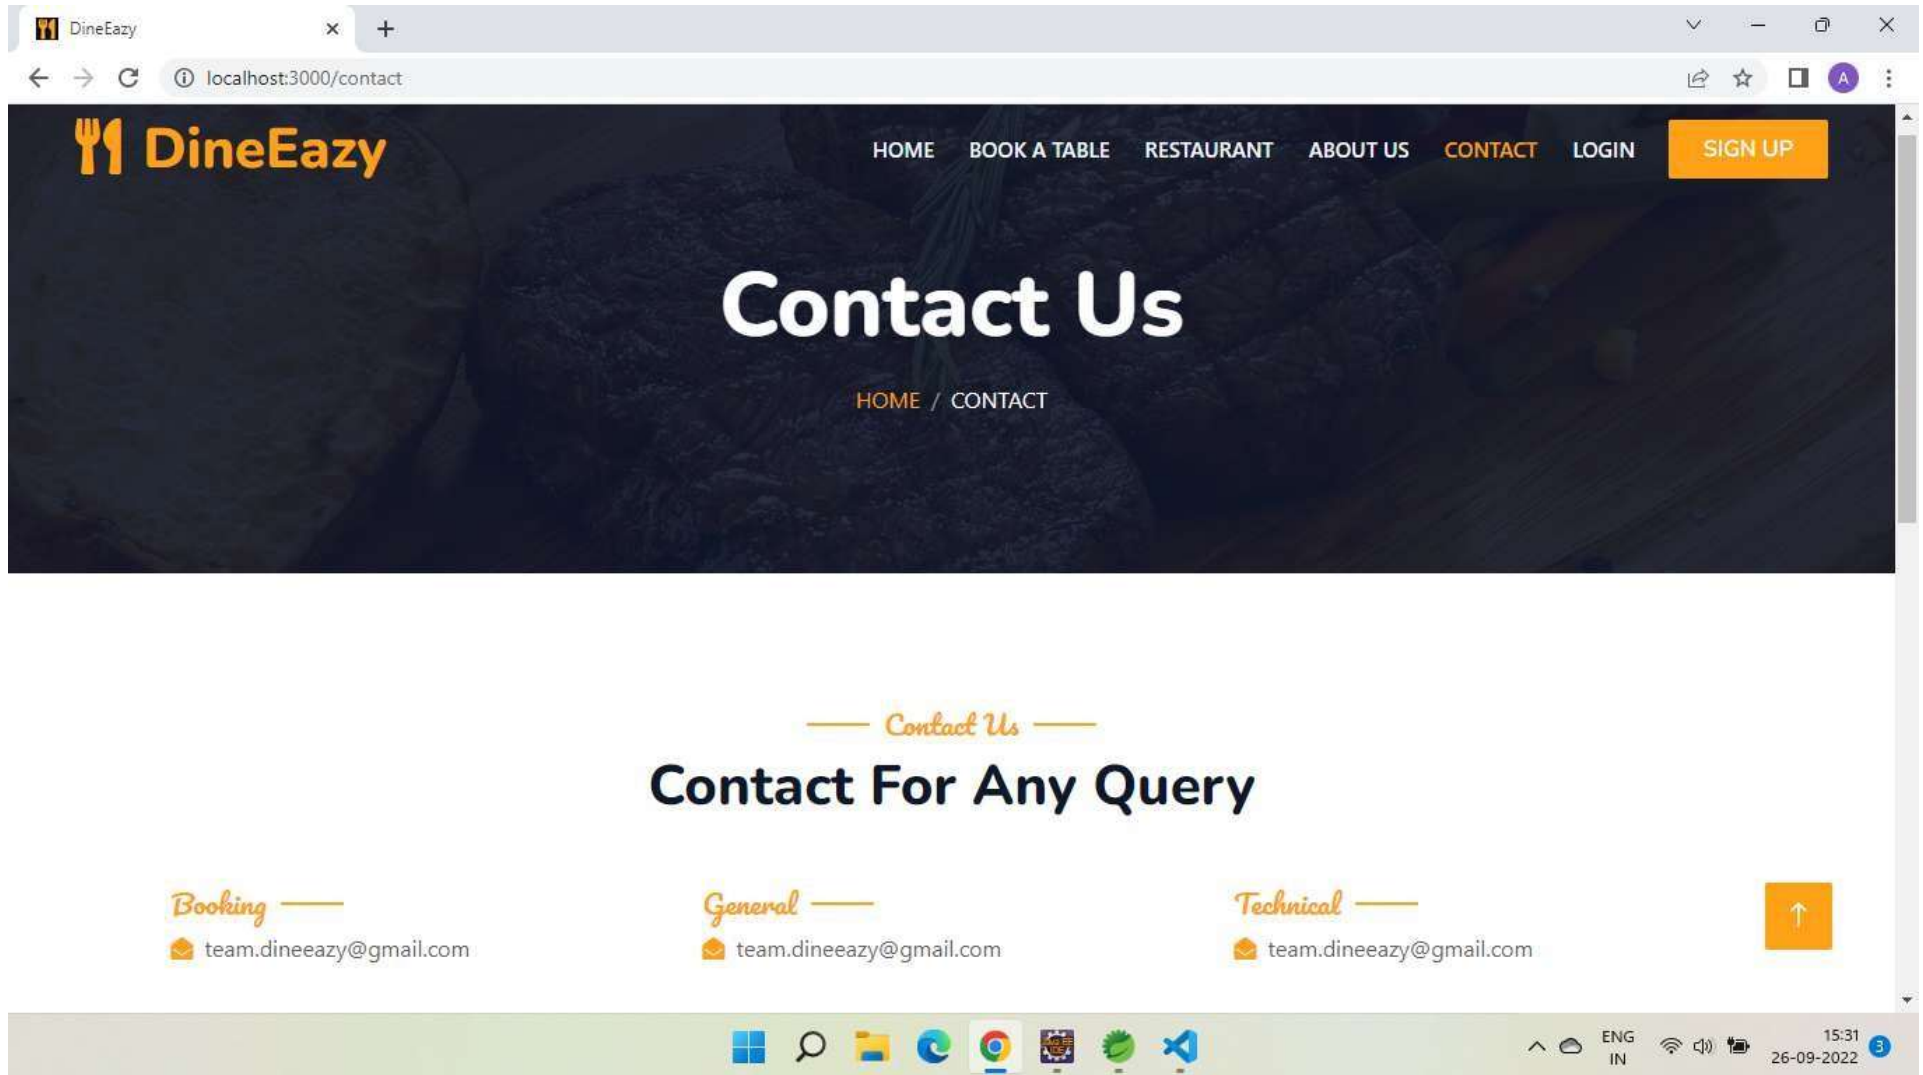 DineEazy
localhost:3000/contact
A
DineEazy
HOME BOOK A TABLE RESTAURANT ABOUT US CONTACT LOGIN SIGN UP
Contact Us
HOME / CONTACT
Contact Us
Contact For Any Query
Booking General Technical
team.dineeazy@gmail.com team.dineeazy@gmail.com team.dineeazy@gmail.com
ENG 15:31
IN 26-09-2022 3